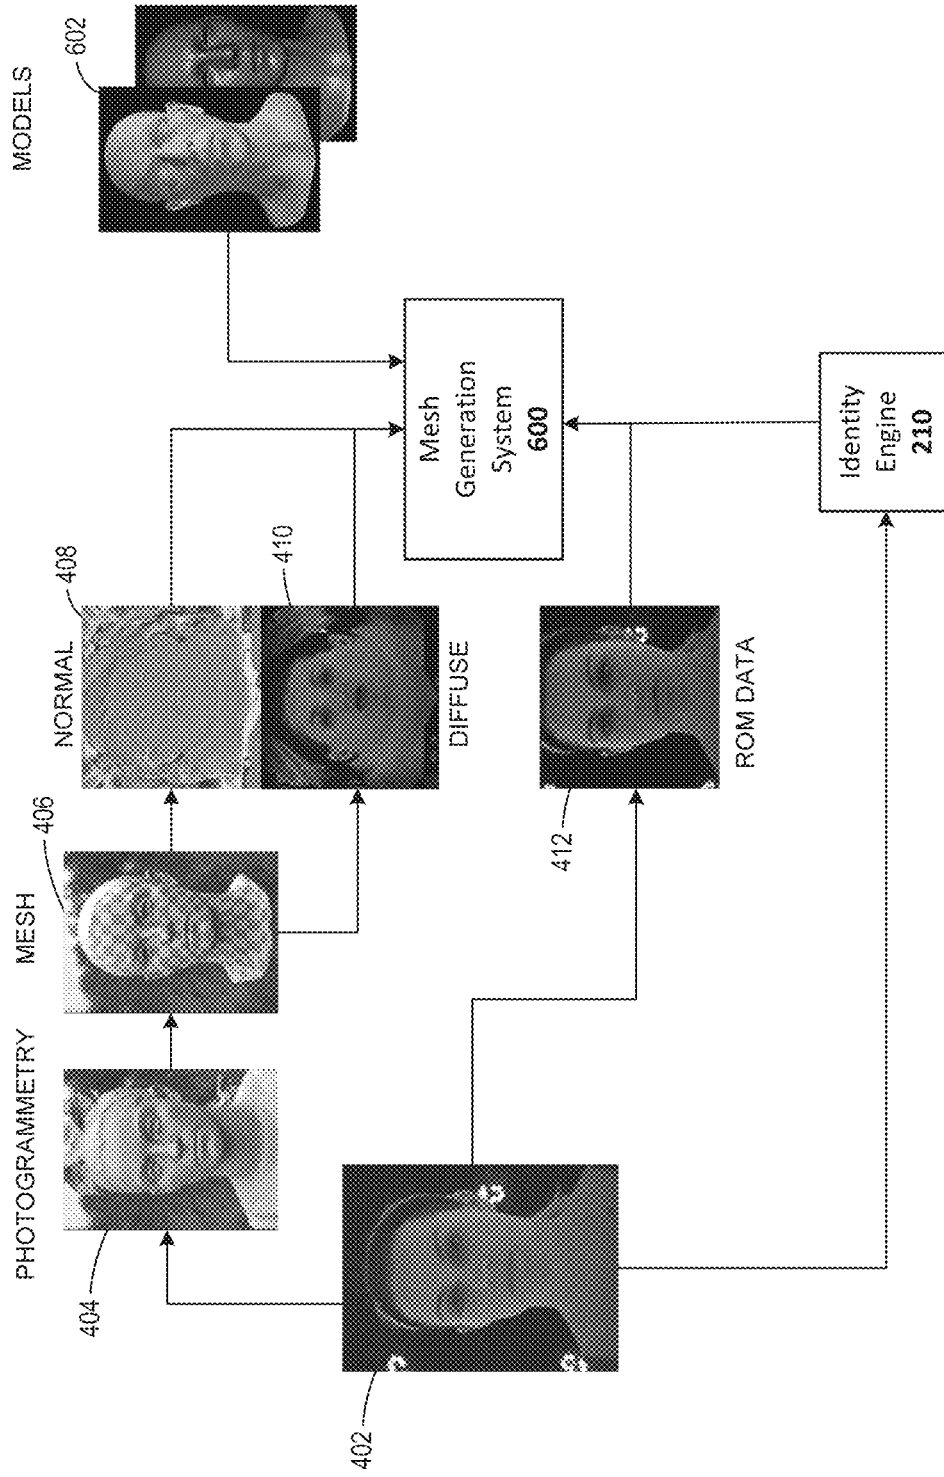 PHOTOGRAMMETRY
MESH
NORMAL
MODELS
404
406
408
602
410
DIFFUSE
402
412
ROM DATA
Mesh
Generation
System
600
Identity
Engine
210